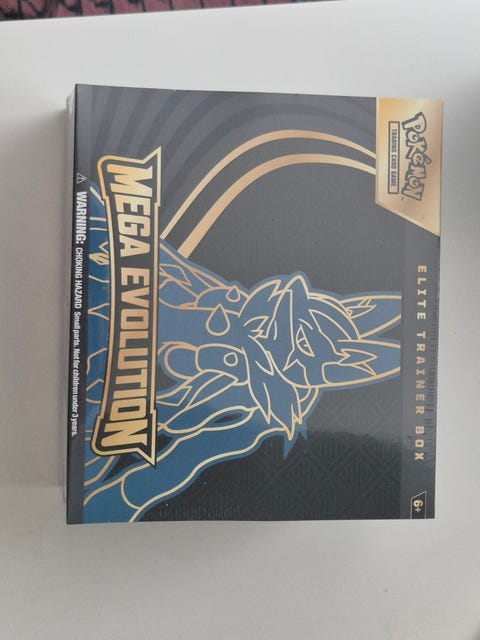 POKÉMON™
TRADING CARD GAME
ELITE TRAINER BOX
6+
MEGA EVOLUTION
⚠ WARNING: CHOKING HAZARD Small parts. Not for children under 3 years.